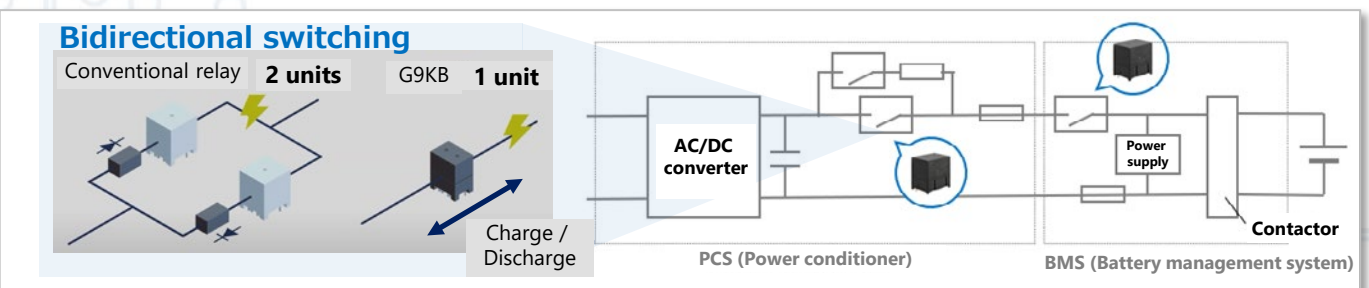 Bidirectional switching
Conventional relay 2 units
G9KB 1 unit
Charge /
Discharge
AC/DC
converter
Power
supply
Contactor
PCS (Power conditioner)
BMS (Battery management system)